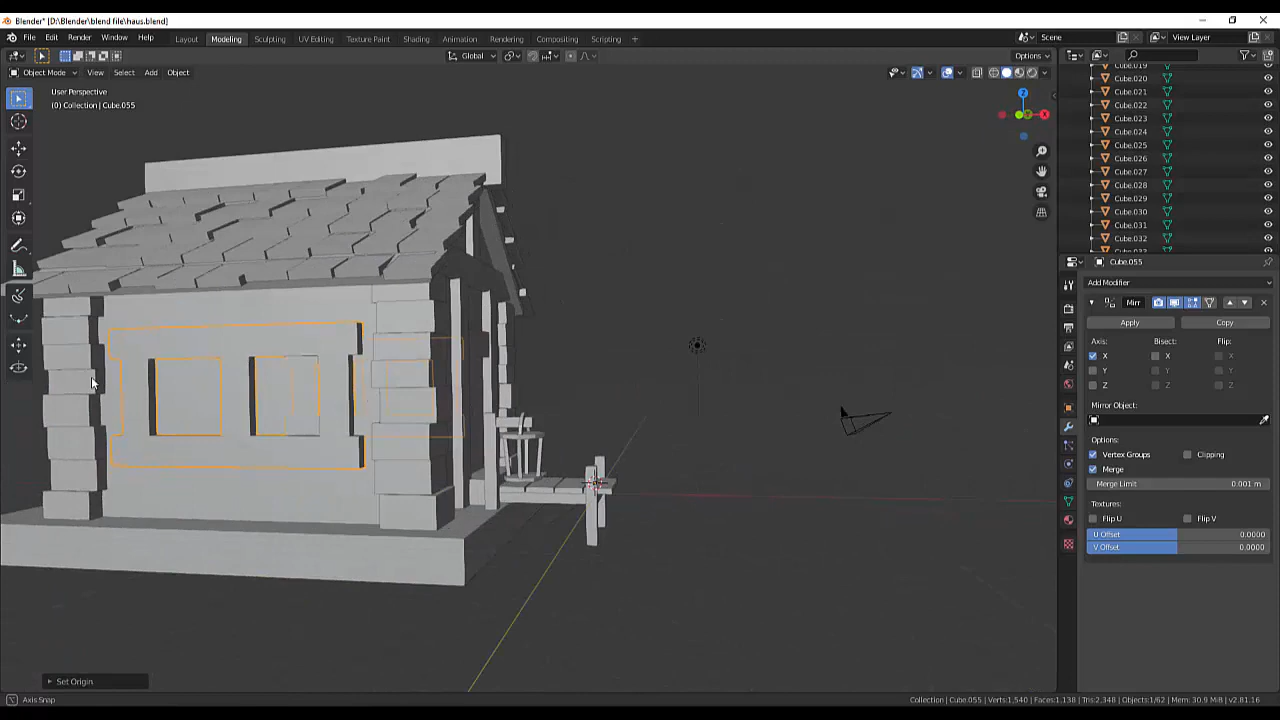 Blender* [D:\Blender\blend file\haus.blend]
File Edit Render Window Help Layout Modeling Sculpting UV Editing Texture Paint Shading Animation Rendering Compositing Scripting + Scene View Layer
Global Options
Object Mode View Select Add Object
User Perspective
(0) Collection | Cube.055
Z
Y
X
Cube.019
Cube.020
Cube.021
Cube.022
Cube.023
Cube.024
Cube.025
Cube.026
Cube.027
Cube.028
Cube.029
Cube.030
Cube.031
Cube.032
Cube.055
Add Modifier
Mirr
Apply Copy
Axis: Bisect: Flip:
X X X
Y Y Y
Z Z Z
Mirror Object:
Options:
Vertex Groups Clipping
Merge
Merge Limit 0.001 m
Textures:
Flip U Flip V
U Offset 0.0000
V Offset 0.0000
Set Origin
Axis Snap
Collection | Cube.055 | Verts:1,540 | Faces:1,138 | Tris:2,348 | Objects:1/62 | Mem: 30.9 MiB | v2.81.16